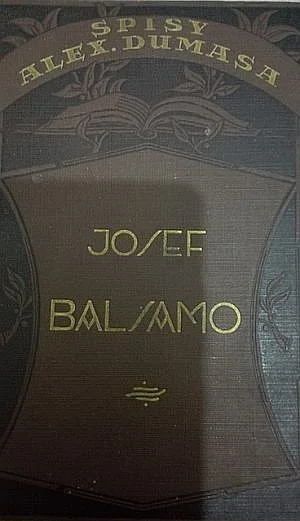 SPISY
ALEX. DUMASA
JOSEF
BALSAMO